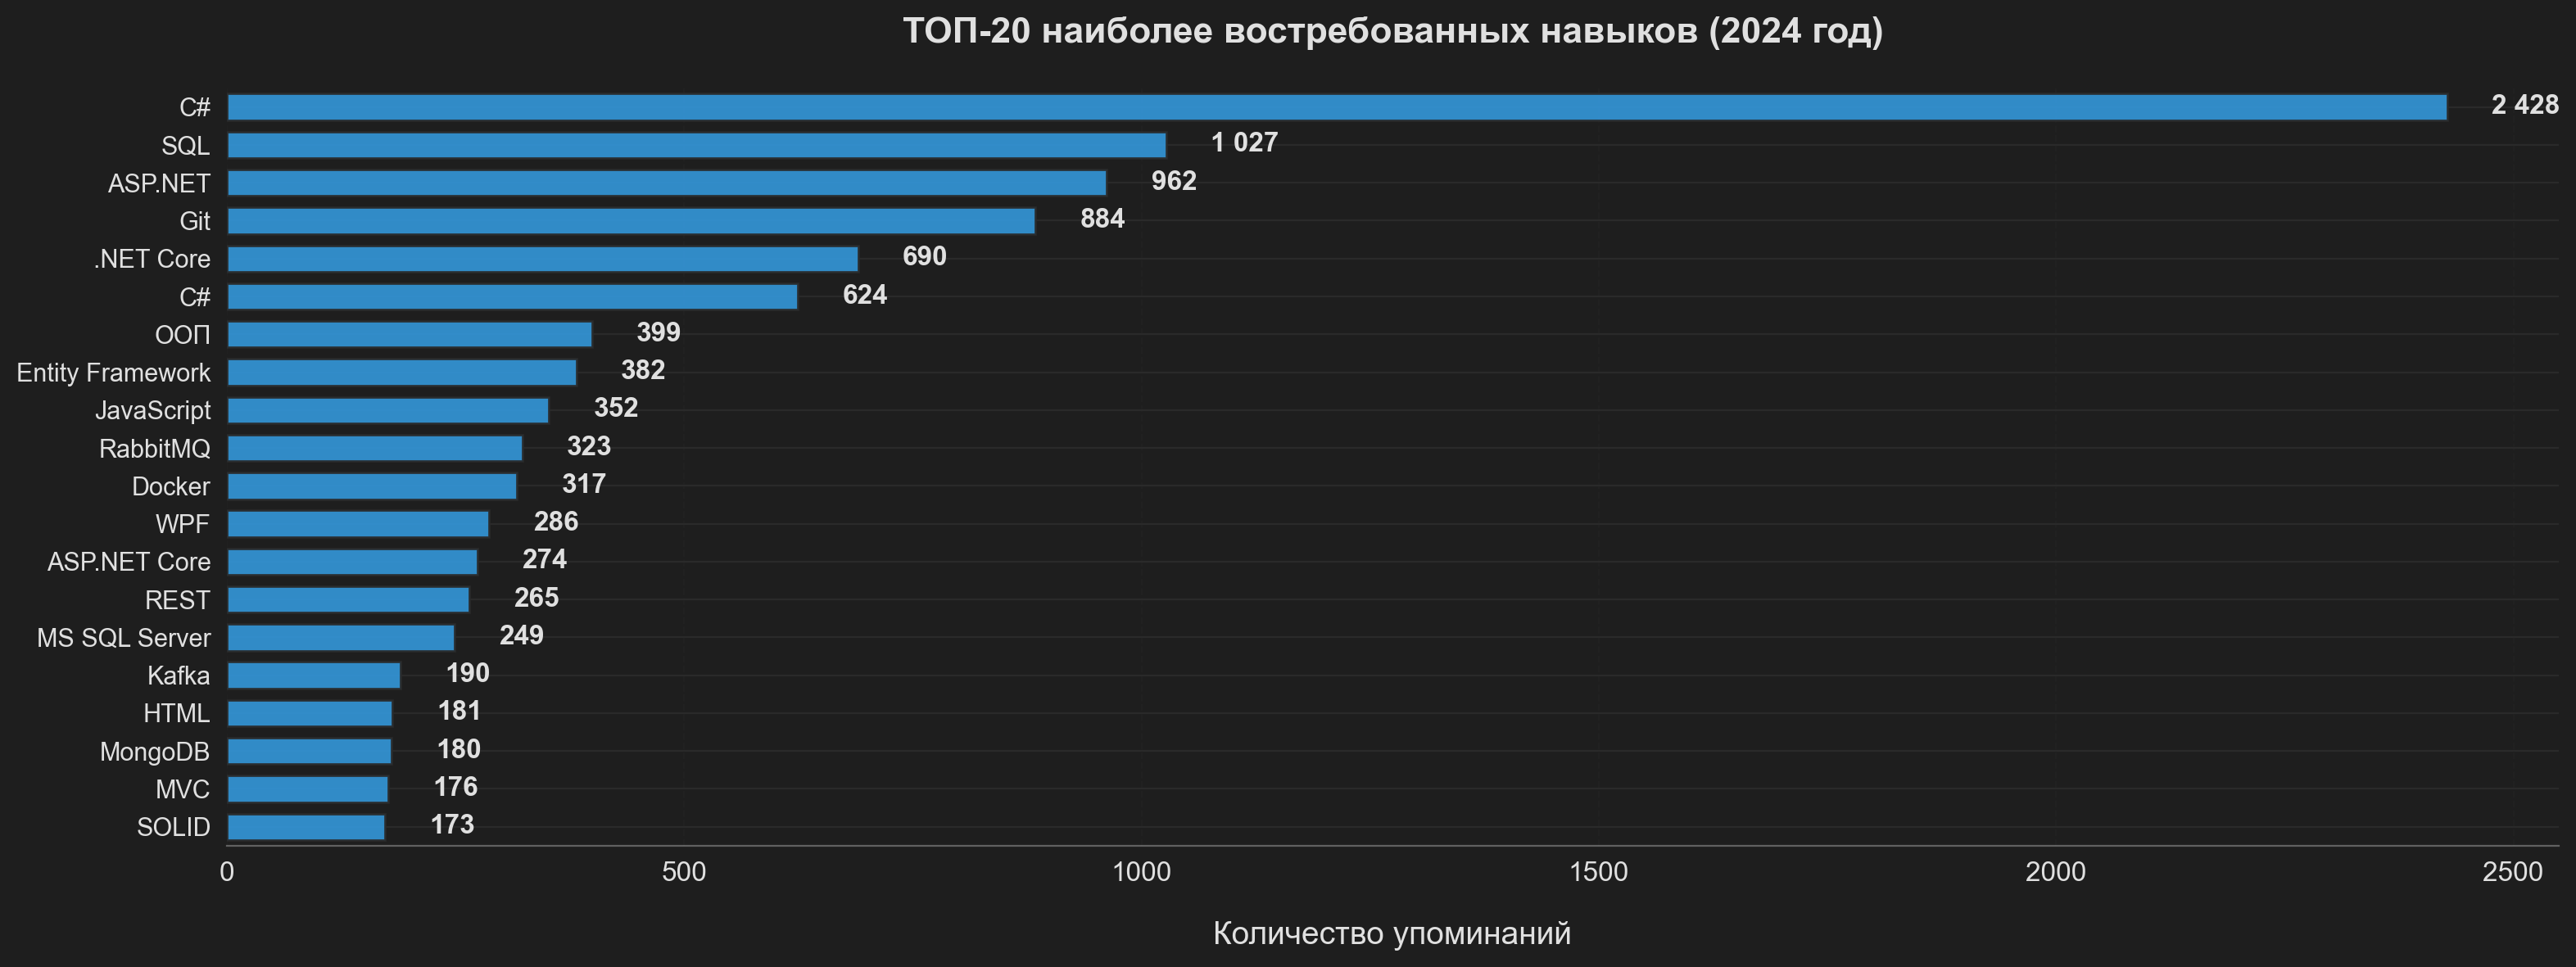 ТОП-20 наиболее востребованных навыков (2024 год)
C# 2 428
SQL 1 027
ASP.NET 962
Git 884
.NET Core 690
C# 624
ООП 399
Entity Framework 382
JavaScript 352
RabbitMQ 323
Docker 317
WPF 286
ASP.NET Core 274
REST 265
MS SQL Server 249
Kafka 190
HTML 181
MongoDB 180
MVC 176
SOLID 173
0 500 1000 1500 2000 2500
Количество упоминаний